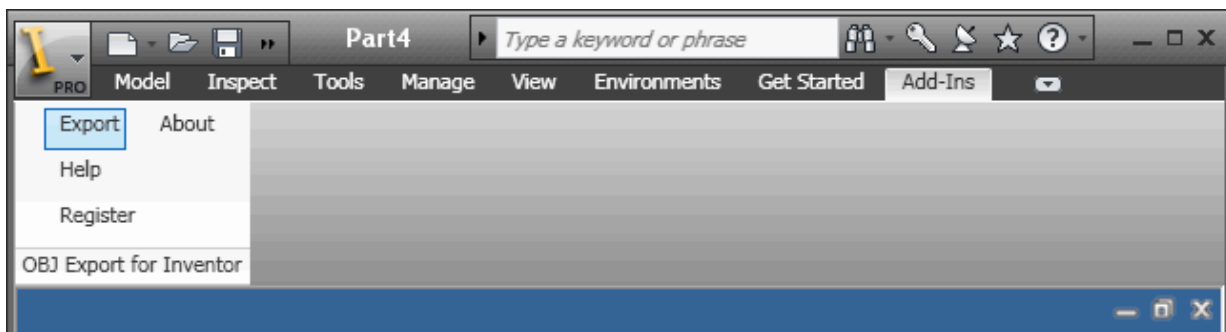 Part4 Type a keyword or phrase
PRO Model Inspect Tools Manage View Environments Get Started Add-Ins
Export About
Help
Register
OBJ Export for Inventor